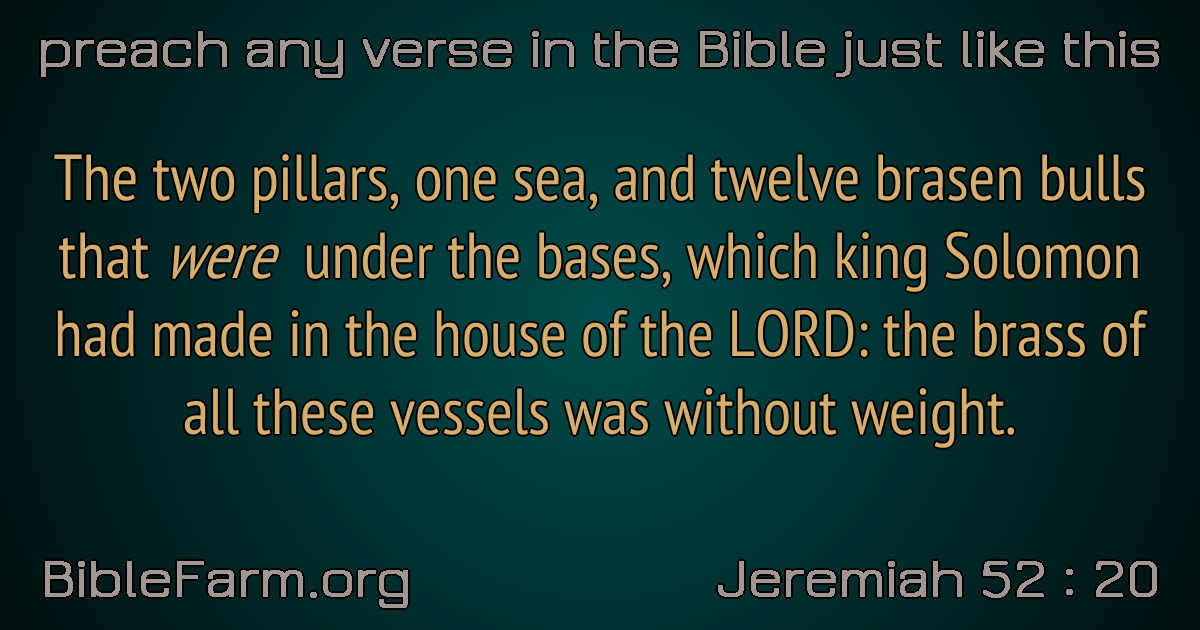 preach any verse in the Bible just like this
The two pillars, one sea, and twelve brasen bulls
that were under the bases, which king Solomon
had made in the house of the LORD: the brass of
all these vessels was without weight.
BibleFarm.org
Jeremiah 52 : 20